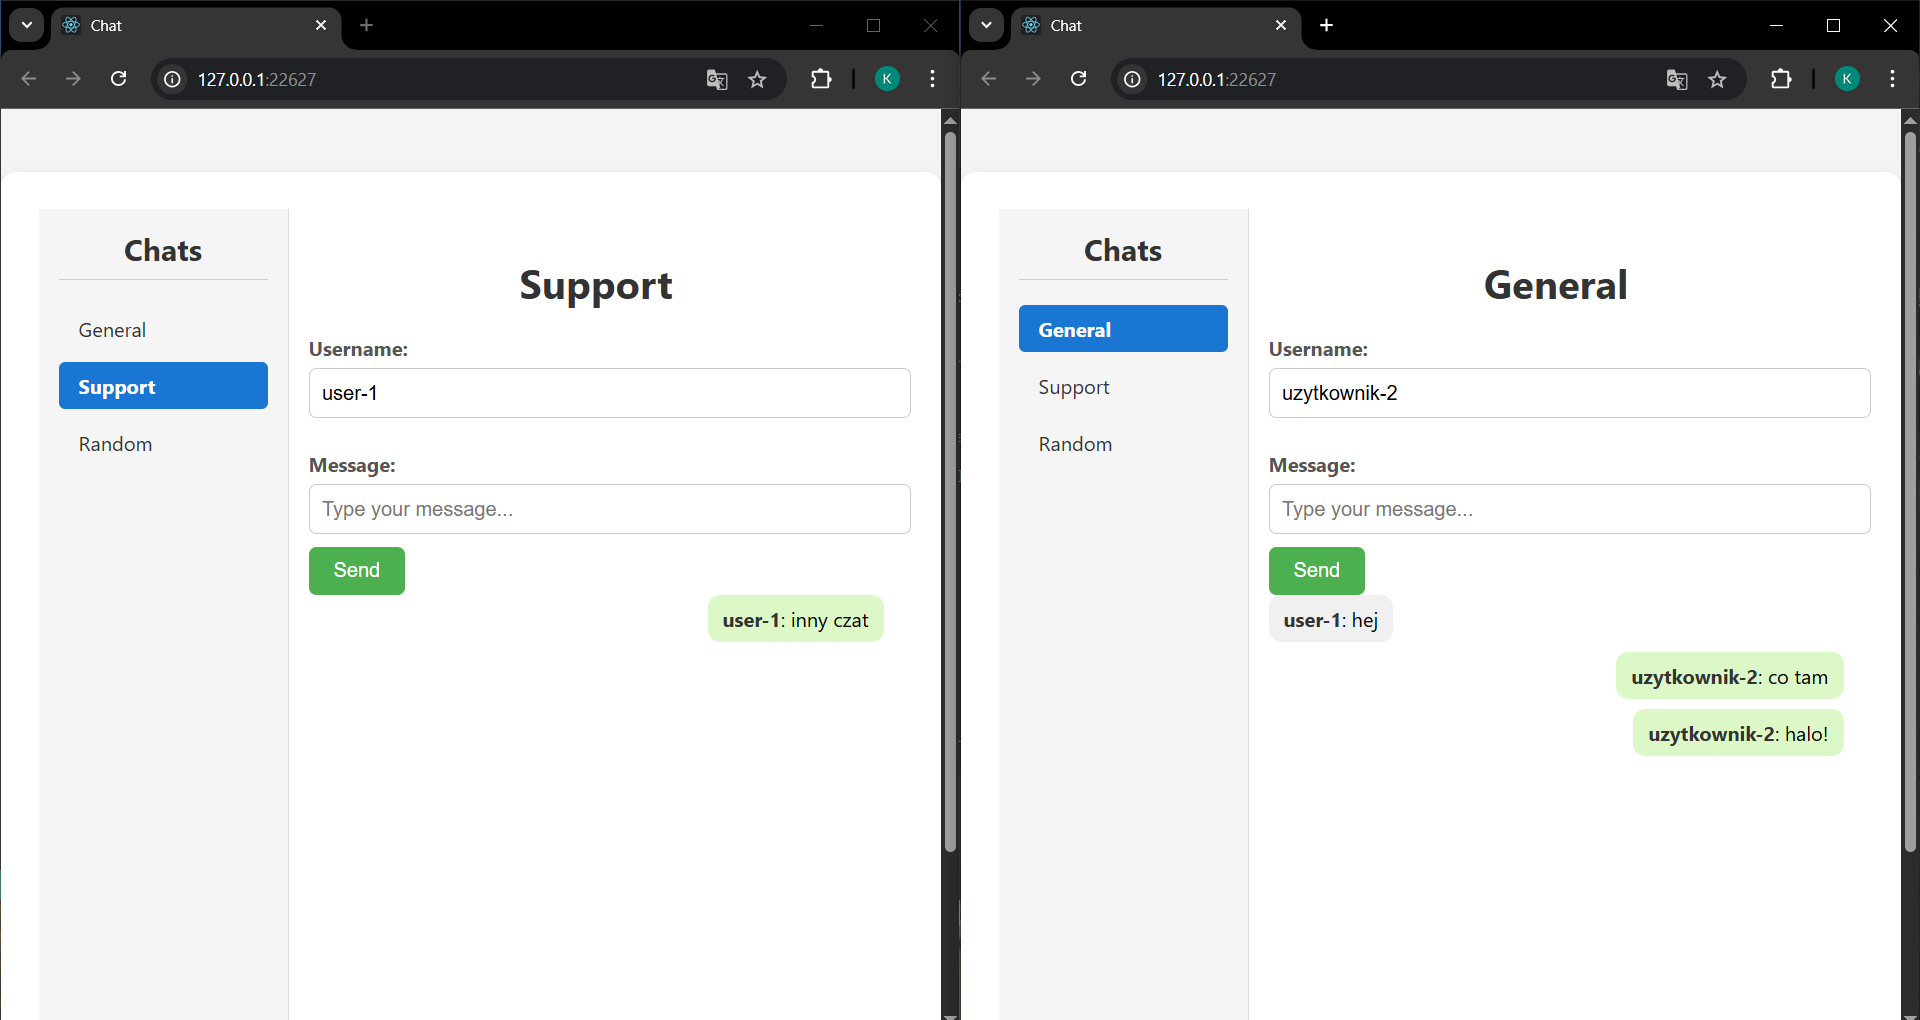 Chat
127.0.0.1:22627
K
Chats
General
Support
Random
Support
Username:
user-1
Message:
Type your message...
Send
user-1: inny czat
Chat
127.0.0.1:22627
K
Chats
General
Support
Random
General
Username:
uzytkownik-2
Message:
Type your message...
Send
user-1: hej
uzytkownik-2: co tam
uzytkownik-2: halo!